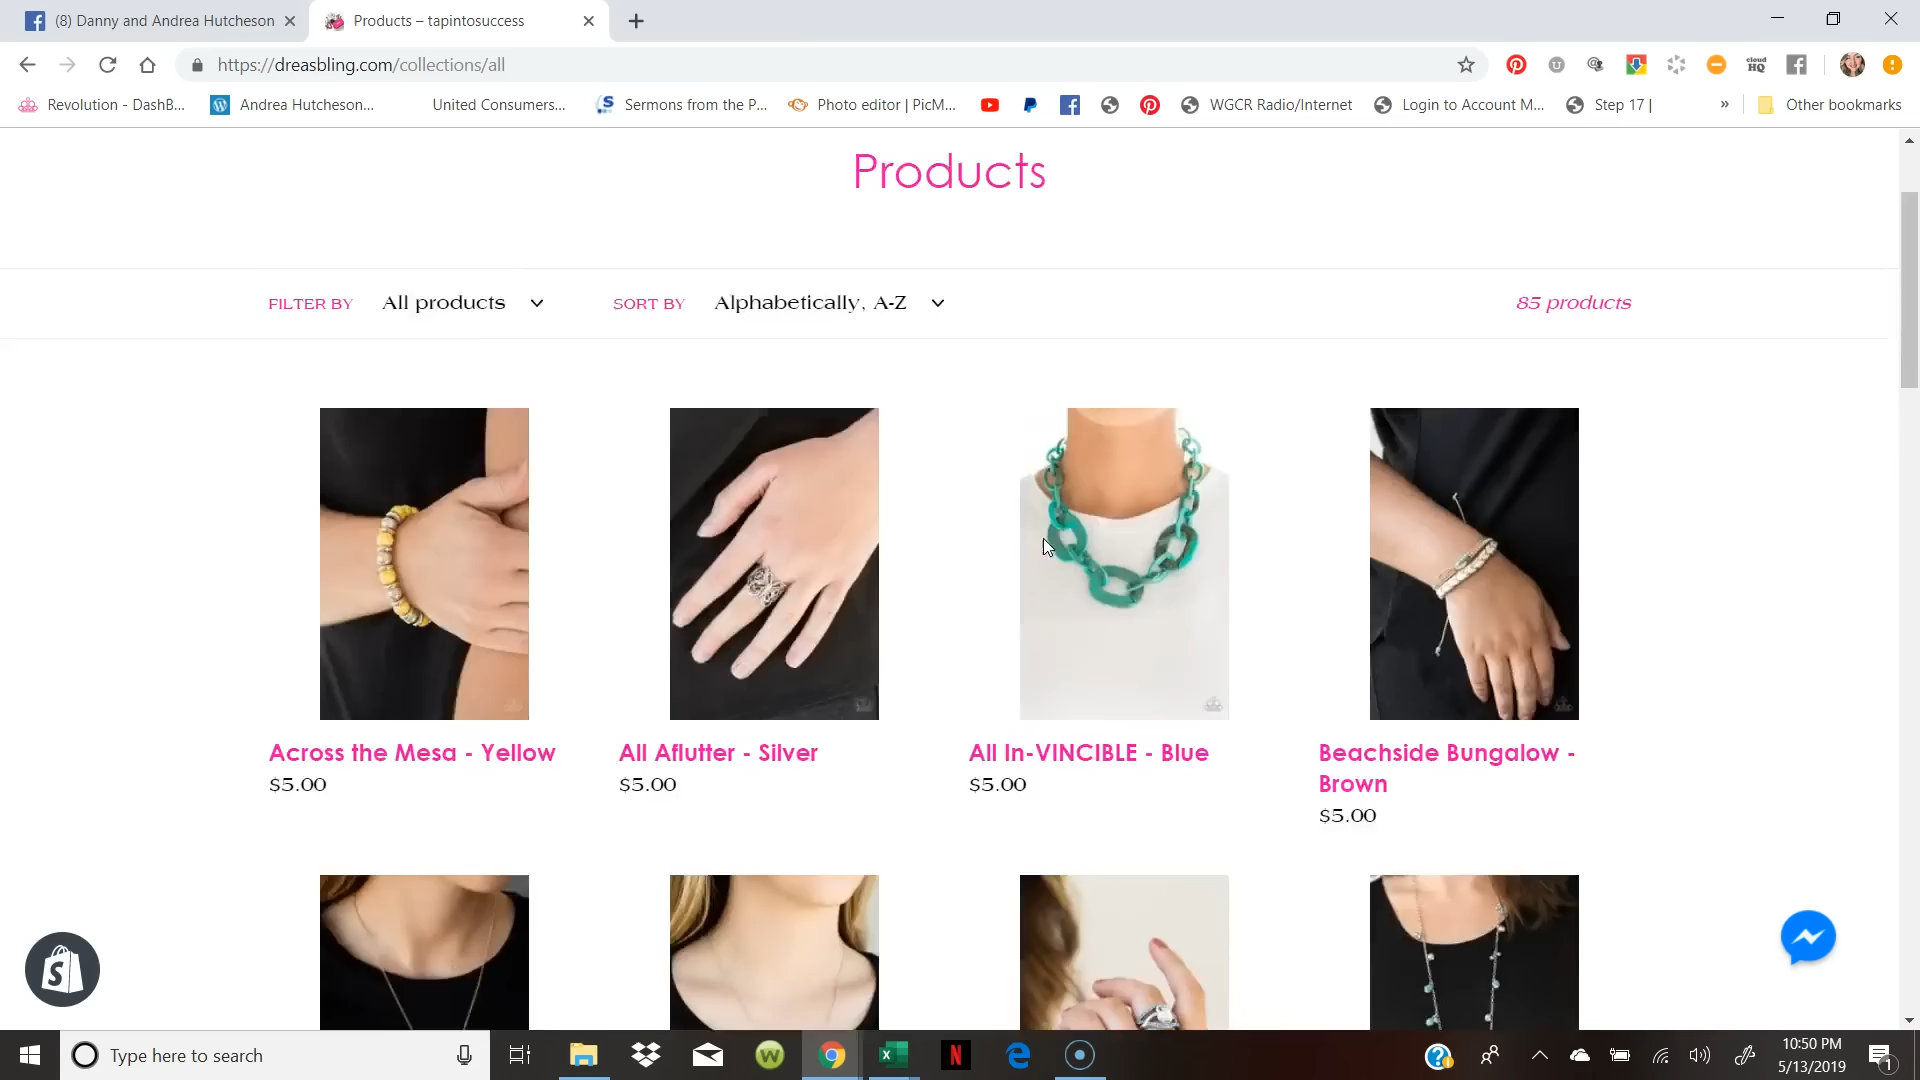 (8) Danny and Andrea Hutcheson
Products – tapintosuccess
https://dreasbling.com/collections/all
Revolution - DashB...
Andrea Hutcheson...
United Consumers...
Sermons from the P...
Photo editor | PicM...
WGCR Radio/Internet
Login to Account M...
Step 17 |
»
Other bookmarks
Products
FILTER BY All products
SORT BY Alphabetically, A-Z
85 products
Across the Mesa - Yellow
$5.00
All Aflutter - Silver
$5.00
All In-VINCIBLE - Blue
$5.00
Beachside Bungalow -
Brown
$5.00
Type here to search
10:50 PM
5/13/2019
1